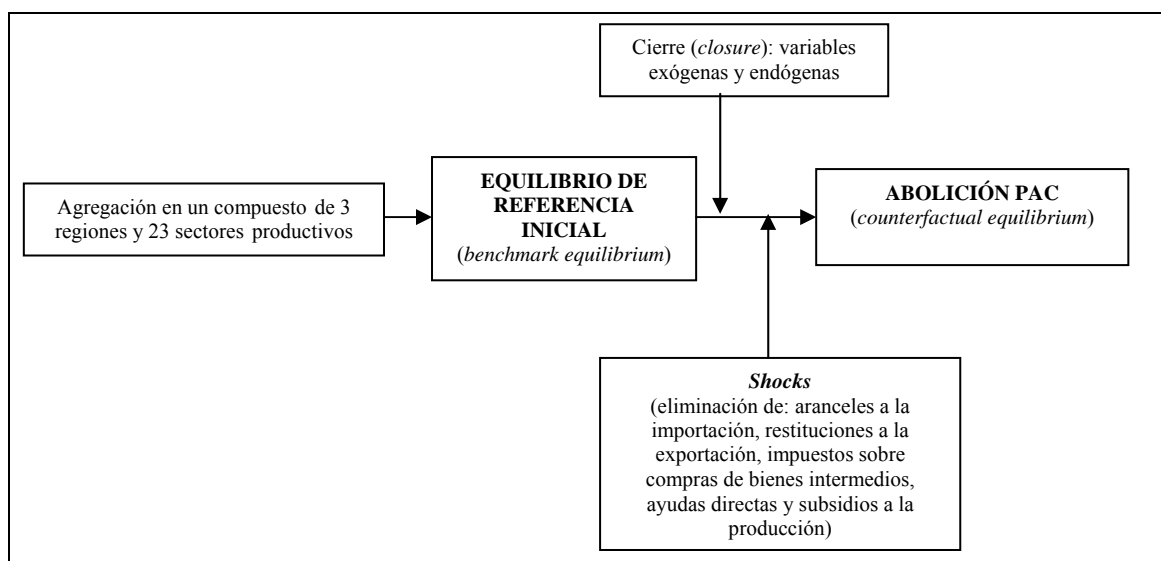 Cierre (closure): variables
exógenas y endógenas
Agregación en un compuesto de 3
regiones y 23 sectores productivos
EQUILIBRIO DE
REFERENCIA
INICIAL
(benchmark equilibrium)
ABOLICIÓN PAC
(counterfactual equilibrium)
Shocks
(eliminación de: aranceles a la
importación, restituciones a la
exportación, impuestos sobre
compras de bienes intermedios,
ayudas directas y subsidios a la
producción)